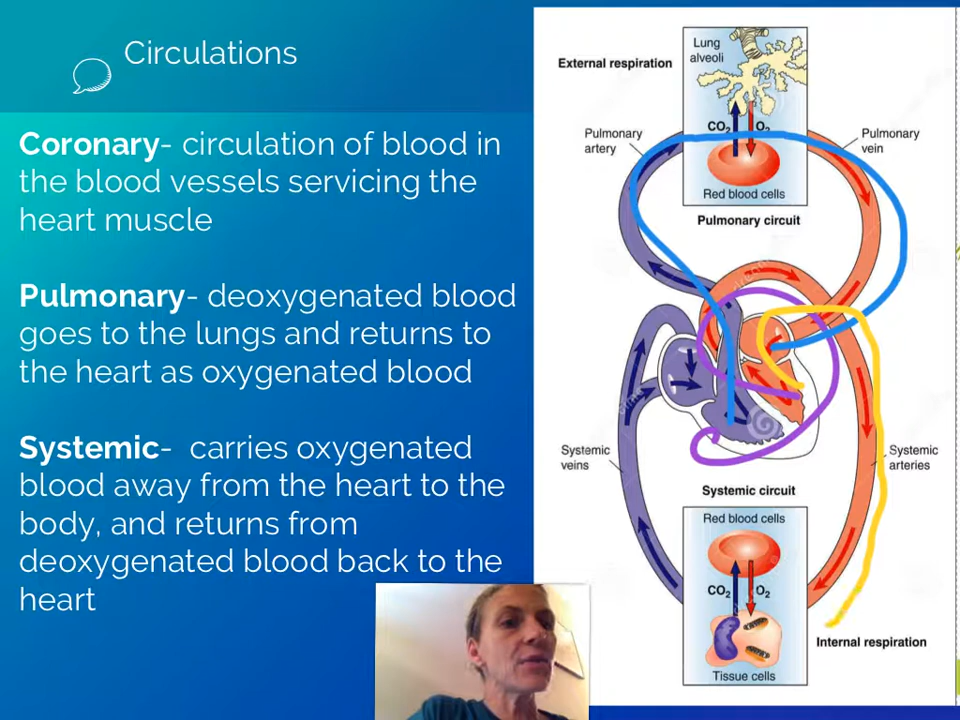 Circulations
Coronary- circulation of blood in
the blood vessels servicing the
heart muscle
Pulmonary- deoxygenated blood
goes to the lungs and returns to
the heart as oxygenated blood
Systemic-  carries oxygenated
blood away from the heart to the
body, and returns from
deoxygenated blood back to the
heart
External respiration
Lung
alveoli
CO2
O2
Pulmonary
artery
Pulmonary
vein
Red blood cells
Pulmonary circuit
Systemic
veins
Systemic
arteries
Systemic circuit
Red blood cells
CO2
O2
Internal respiration
Tissue cells